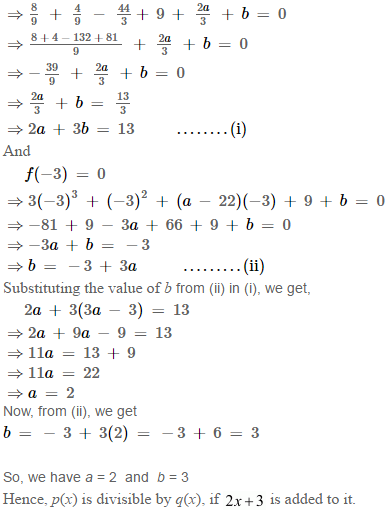 ⇒ 8/9 + 4/9 − 44/3 + 9 + 2a/3 + b = 0
⇒ (8 + 4 − 132 + 81)/9 + 2a/3 + b = 0
⇒ − 39/9 + 2a/3 + b = 0
⇒ 2a/3 + b = 13/3
⇒ 2a + 3b = 13 ........(i)
And
f(−3) = 0
⇒ 3(−3)³ + (−3)² + (a − 22)(−3) + 9 + b = 0
⇒ −81 + 9 − 3a + 66 + 9 + b = 0
⇒ −3a + b = −3
⇒ b = −3 + 3a .........(ii)
Substituting the value of b from (ii) in (i), we get,
2a + 3(3a − 3) = 13
⇒ 2a + 9a − 9 = 13
⇒ 11a = 13 + 9
⇒ 11a = 22
⇒ a = 2
Now, from (ii), we get
b = − 3 + 3(2) = −3 + 6 = 3
So, we have a = 2 and b = 3
Hence, p(x) is divisible by q(x), if 2x+3 is added to it.